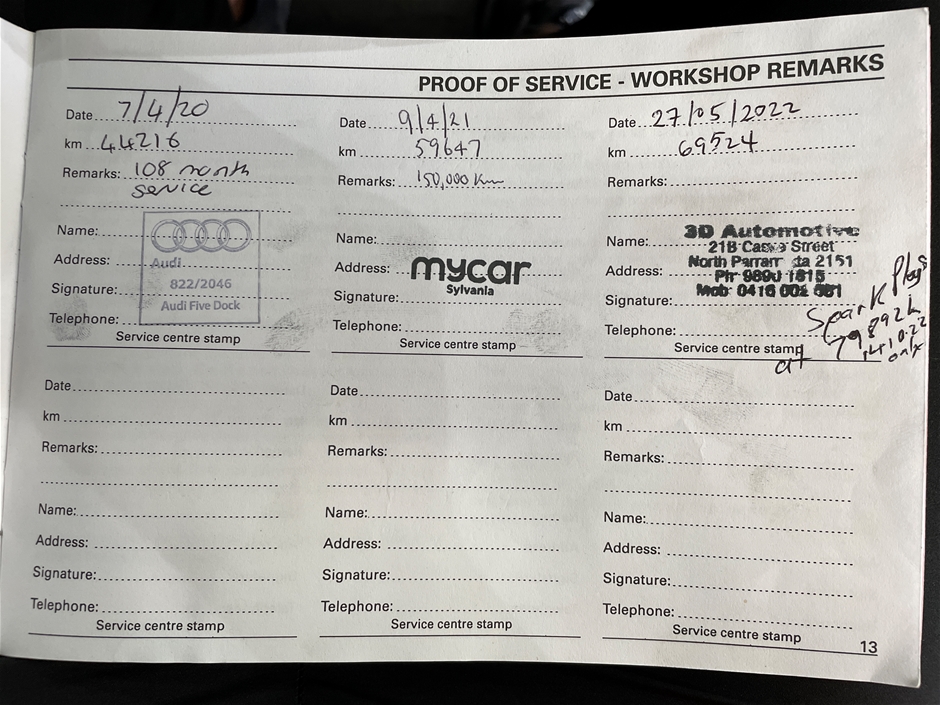 PROOF OF SERVICE - WORKSHOP REMARKS
Date 7/4/20
km 44216
Remarks: 108 month
service
Name:
Address: Audi
Signature: 822/2046
Audi Five Dock
Telephone:
Service centre stamp
Date 9/4/21
km 59647
Remarks: 150,000 Km
Name:
Address: mycar
Sylvania
Signature:
Telephone:
Service centre stamp
Date 27/05/2022
km 69524
Remarks:
3D Automotive
Name: 21B Street
North ta 2151
Address: Ph 9890 1815
Mob 0416 002
Signature:
Telephone:
Service centre stamp
Spark Plugs
at 79892k
14.10.22
only
Date
km
Remarks:
Name:
Address:
Signature:
Telephone:
Service centre stamp
Date
km
Remarks:
Name:
Address:
Signature:
Telephone:
Service centre stamp
Date
km
Remarks:
Name:
Address:
Signature:
Telephone:
Service centre stamp
13